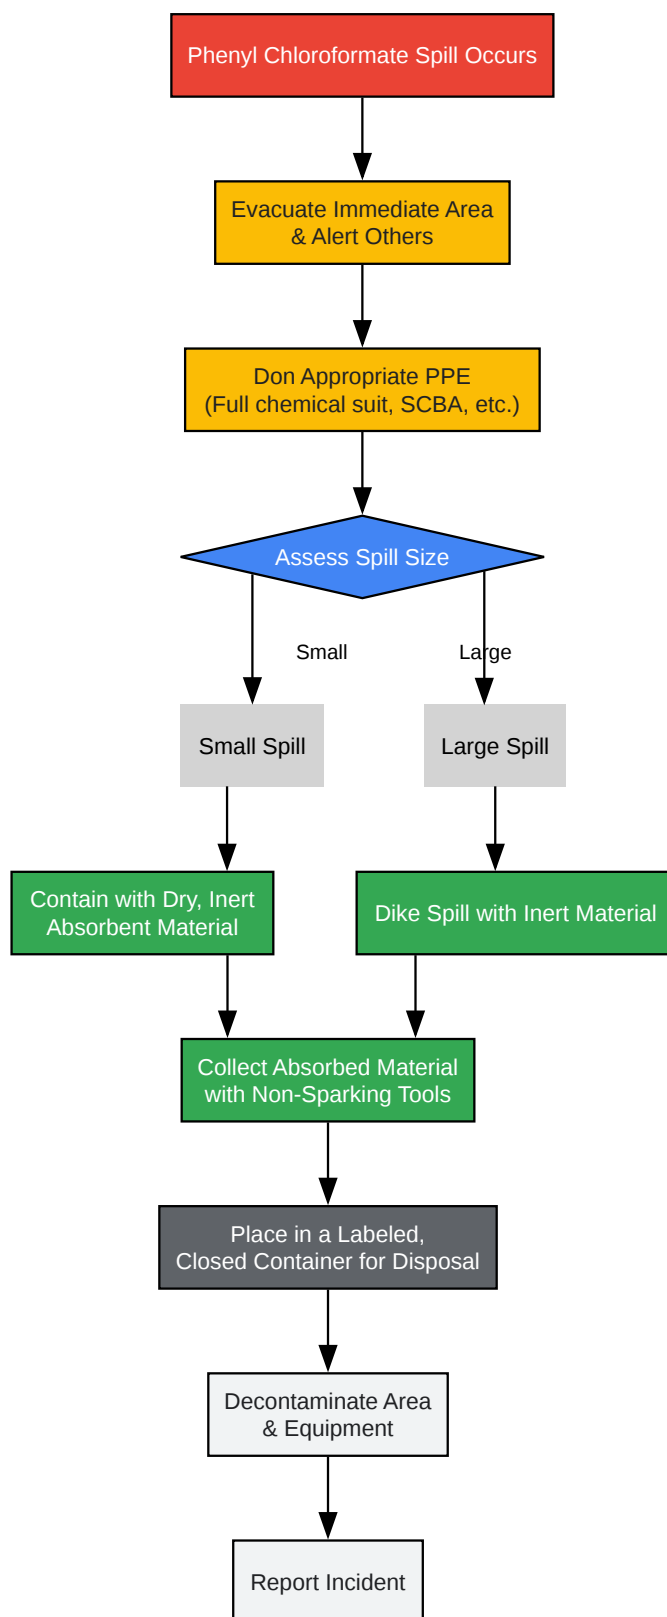 Phenyl Chloroformate Spill Occurs
Evacuate Immediate Area
& Alert Others
Don Appropriate PPE
(Full chemical suit, SCBA, etc.)
Assess Spill Size
Small
Large
Small Spill
Large Spill
Contain with Dry, Inert
Absorbent Material
Dike Spill with Inert Material
Collect Absorbed Material
with Non-Sparking Tools
Place in a Labeled,
Closed Container for Disposal
Decontaminate Area
& Equipment
Report Incident